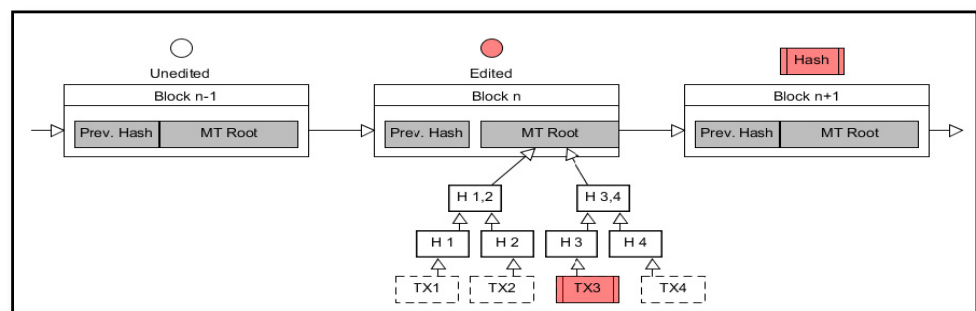 Hash
Unedited
Edited
Block n-1
Block n
Block n+1
Prev. Hash MT Root
Prev. Hash MT Root
Prev. Hash MT Root
H 1,2
H 3,4
H 1
H 2
H 3
H 4
TX1
TX2
TX3
TX4